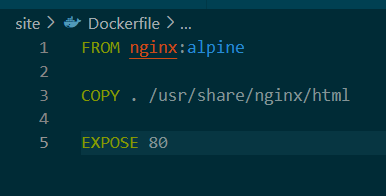 site > Dockerfile > ...
1 FROM nginx:alpine
2
3 COPY . /usr/share/nginx/html
4
5 EXPOSE 80